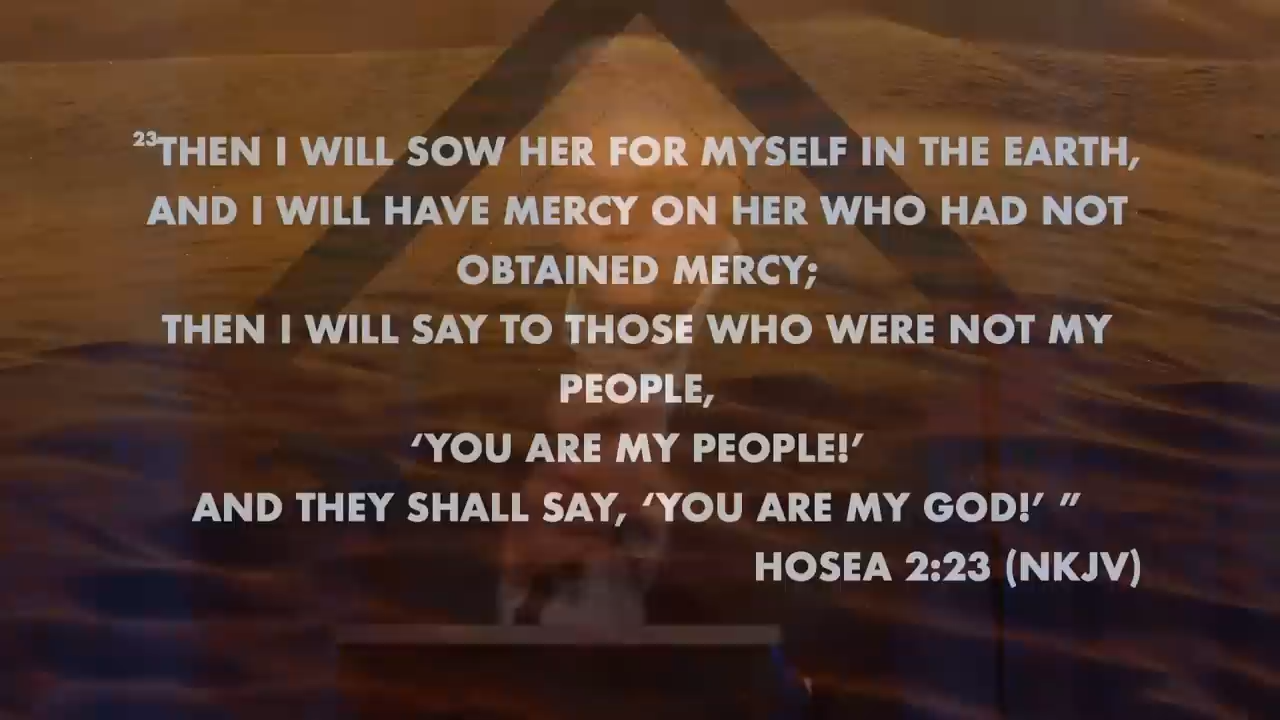 ²³THEN I WILL SOW HER FOR MYSELF IN THE EARTH,
AND I WILL HAVE MERCY ON HER WHO HAD NOT
OBTAINED MERCY;
THEN I WILL SAY TO THOSE WHO WERE NOT MY
PEOPLE,
‘YOU ARE MY PEOPLE!’
AND THEY SHALL SAY, ‘YOU ARE MY GOD!’ ”
HOSEA 2:23 (NKJV)